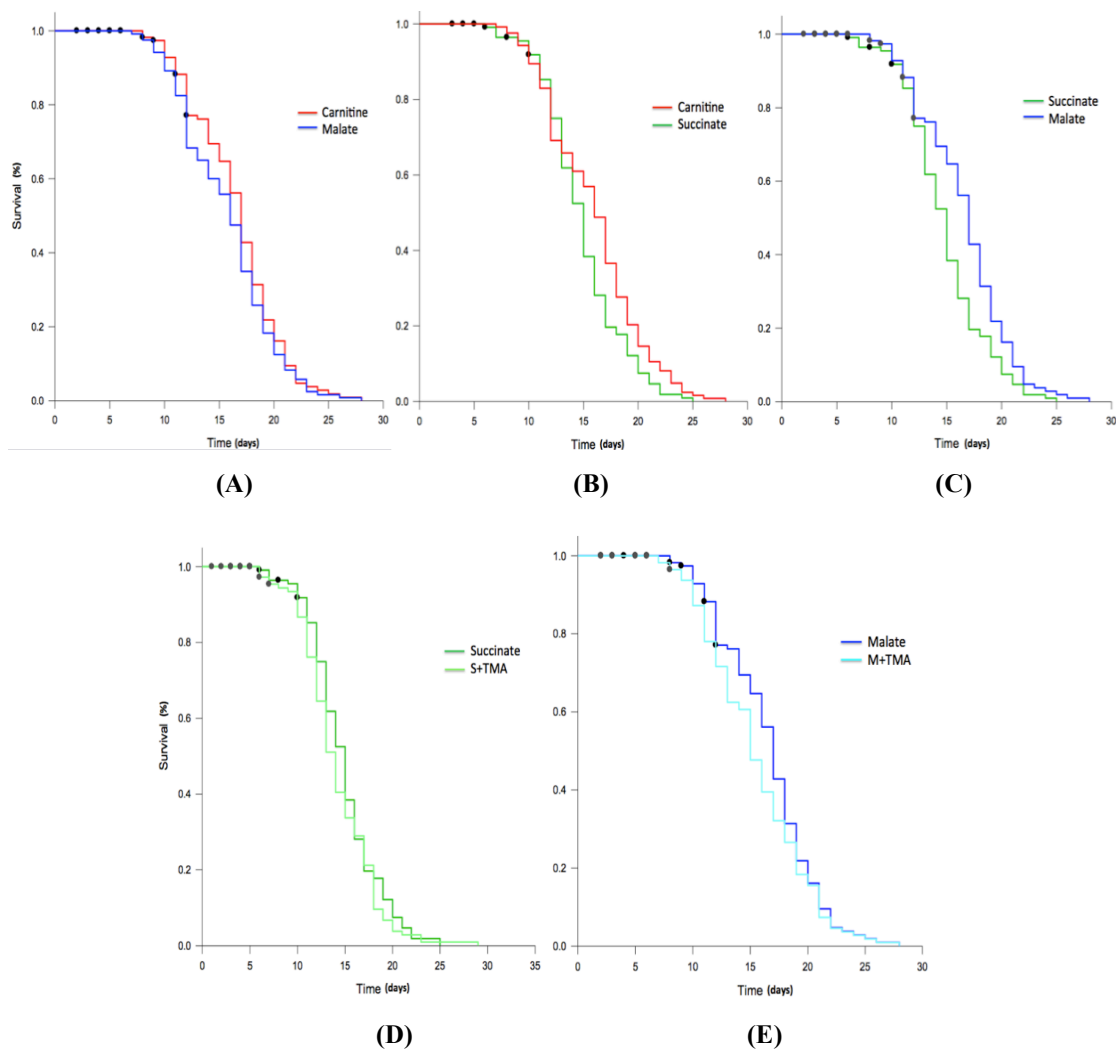 Survival (%)
1.0
0.8
0.6
0.4
0.2
0.0
0 5 10 15 20 25 30
Time (days)
Carnitine
Malate
(A)
1.0
0.8
0.6
0.4
0.2
0.0
0 5 10 15 20 25 30
Time (days)
Carnitine
Succinate
(B)
1.0
0.8
0.6
0.4
0.2
0.0
0 5 10 15 20 25 30
Time (days)
Succinate
Malate
(C)
Survival (%)
1.0
0.8
0.6
0.4
0.2
0.0
0 5 10 15 20 25 30 35
Time (days)
Succinate
S+TMA
(D)
1.0
0.8
0.6
0.4
0.2
0.0
0 5 10 15 20 25 30
Time (days)
Malate
M+TMA
(E)